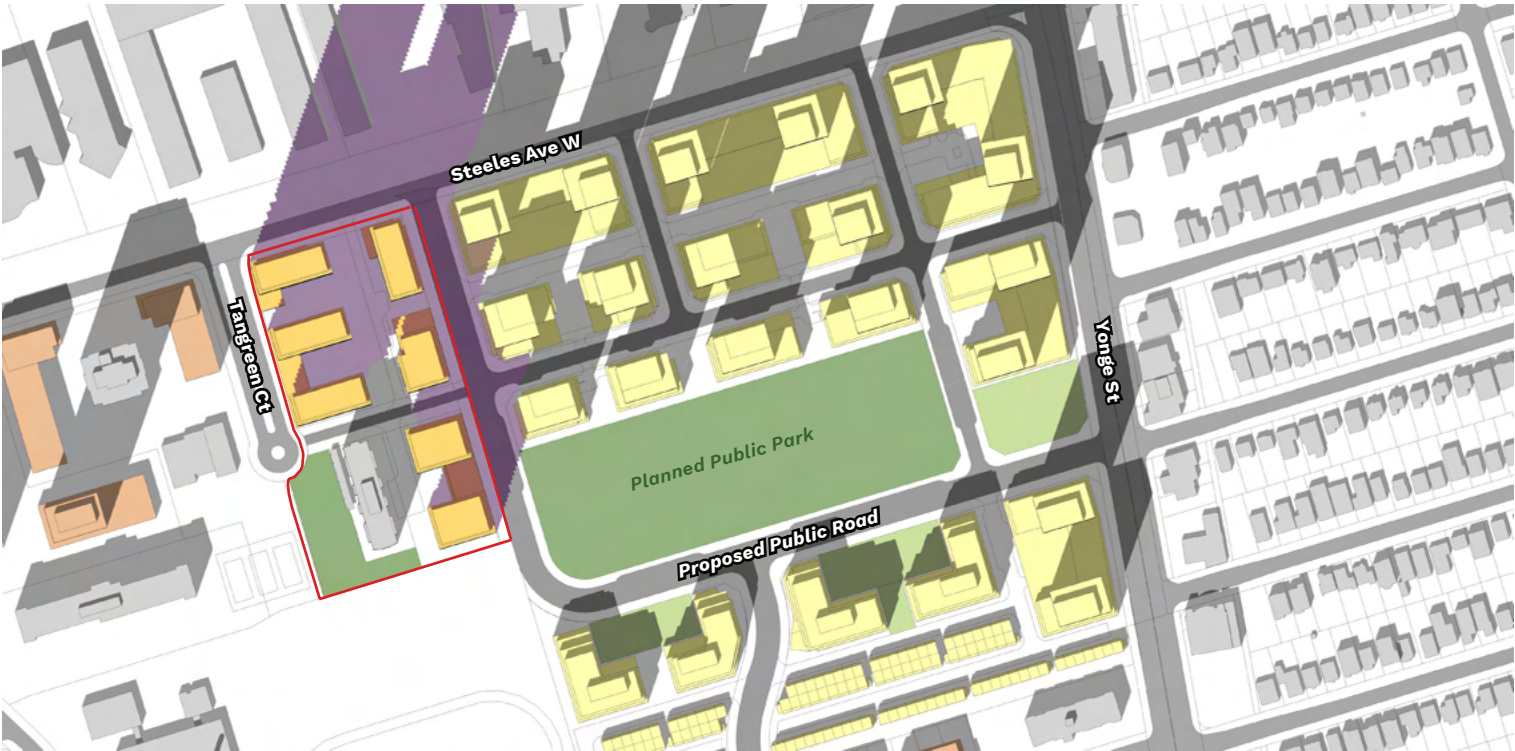 Steeles Ave W
Tangreen Ct
Yonge St
Planned Public Park
Proposed Public Road